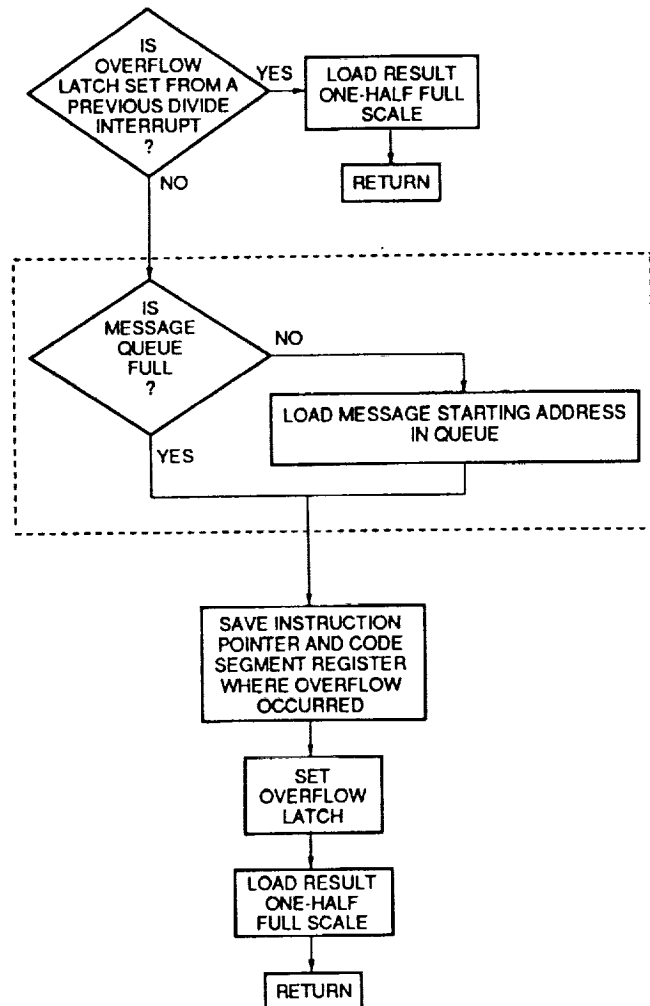 IS
OVERFLOW
LATCH SET FROM A
PREVIOUS DIVIDE
INTERRUPT
?
YES
LOAD RESULT
ONE-HALF FULL
SCALE
RETURN
NO
IS
MESSAGE
QUEUE
FULL
?
NO
LOAD MESSAGE STARTING ADDRESS
IN QUEUE
YES
SAVE INSTRUCTION
POINTER AND CODE
SEGMENT REGISTER
WHERE OVERFLOW
OCCURRED
SET
OVERFLOW
LATCH
LOAD RESULT
ONE-HALF
FULL SCALE
RETURN